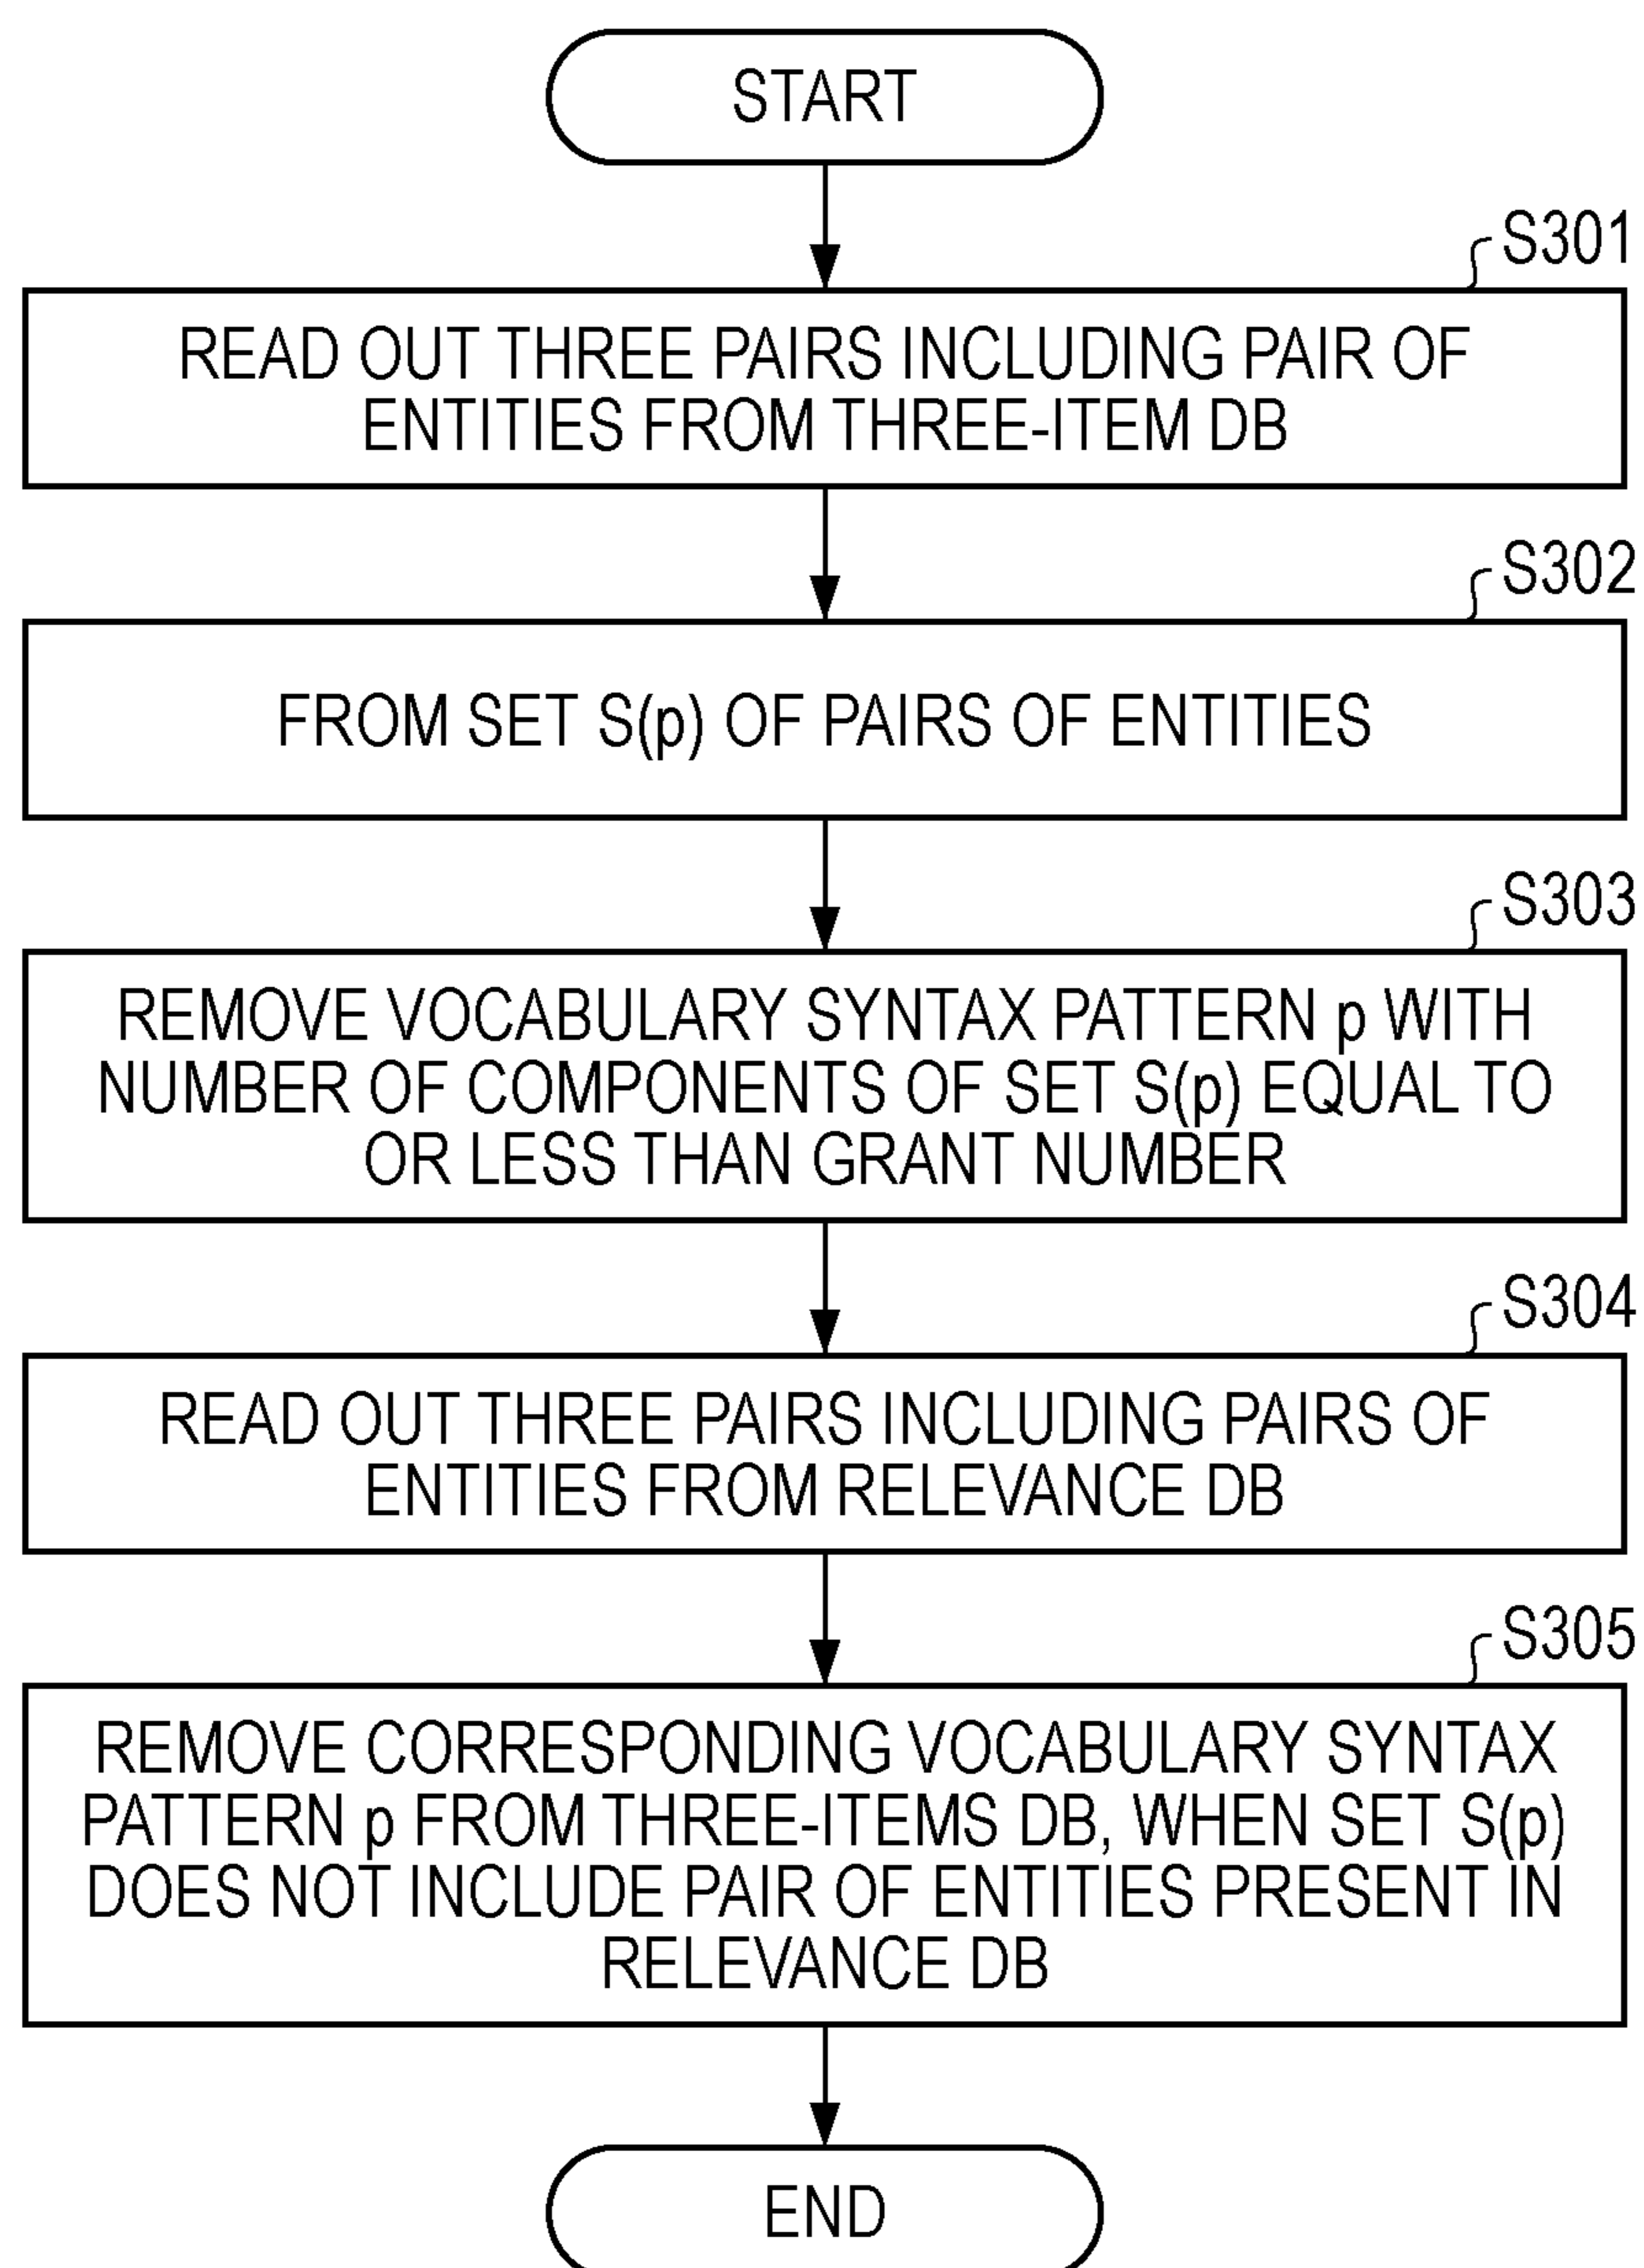 START
S301
READ OUT THREE PAIRS INCLUDING PAIR OF
ENTITIES FROM THREE-ITEM DB
S302
FROM SET S(p) OF PAIRS OF ENTITIES
S303
REMOVE VOCABULARY SYNTAX PATTERN p WITH
NUMBER OF COMPONENTS OF SET S(p) EQUAL TO
OR LESS THAN GRANT NUMBER
S304
READ OUT THREE PAIRS INCLUDING PAIRS OF
ENTITIES FROM RELEVANCE DB
S305
REMOVE CORRESPONDING VOCABULARY SYNTAX
PATTERN p FROM THREE-ITEMS DB, WHEN SET S(p)
DOES NOT INCLUDE PAIR OF ENTITIES PRESENT IN
RELEVANCE DB
END